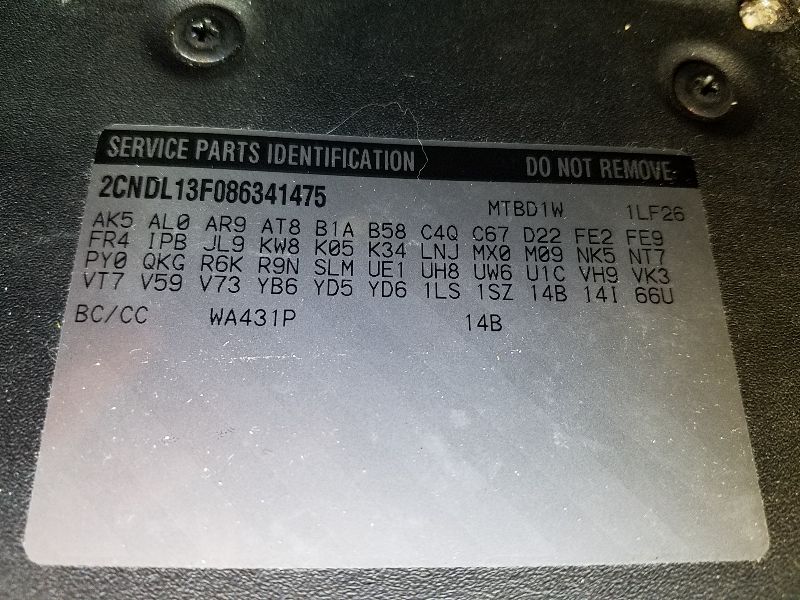 SERVICE PARTS IDENTIFICATION DO NOT REMOVE
2CNDL13F086341475 MTBD1W 1LF26
AK5 AL0 AR9 AT8 B1A B58 C4Q C67 D22 FE2 FE9
FR4 IPB JL9 KW8 K05 K34 LNJ MX0 M09 NK5 NT7
PY0 QKG R6K R9N SLM UE1 UH8 UW6 U1C VH9 VK3
VT7 V59 V73 YB6 YD5 YD6 1LS 1SZ 14B 14I 66U
BC/CC WA431P 14B